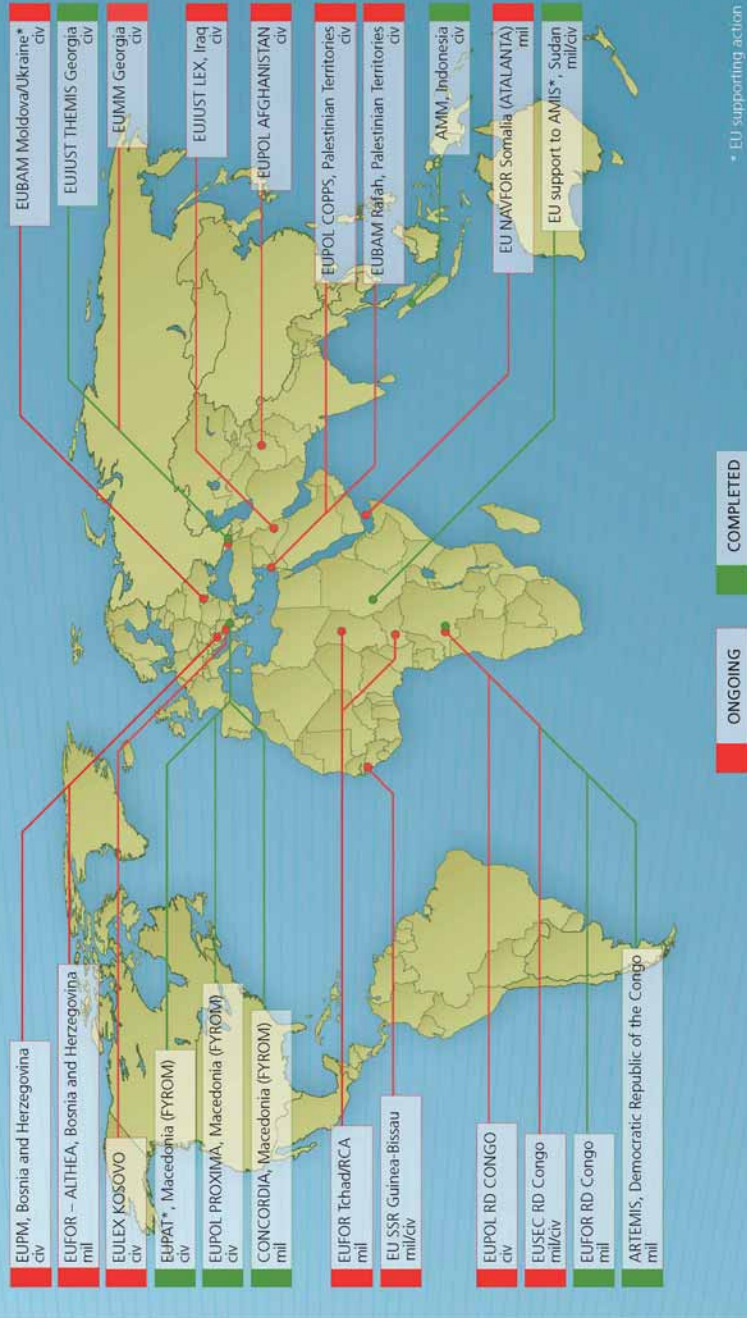 EUPM, Bosnia and Herzegovina
civ
EUFOR – ALTHEA, Bosnia and Herzegovina
mil
EULEX KOSOVO
civ
EUPAT*, Macedonia (FYROM)
civ
EUPOL PROXIMA, Macedonia (FYROM)
civ
CONCORDIA, Macedonia (FYROM)
mil
EUFOR Tchad/RCA
mil
EU SSR Guinea-Bissau
mil/civ
EUPOL RD CONGO
civ
EUSEC RD Congo
mil/civ
EUFOR RD Congo
mil
ARTEMIS, Democratic Republic of the Congo
mil
EUBAM Moldova/Ukraine*
civ
EUJUST THEMIS Georgia
civ
EUMM Georgia
civ
EUJUST LEX, Iraq
civ
EUPOL AFGHANISTAN
civ
EUPOL COPPS, Palestinian Territories
civ
EUBAM Rafah, Palestinian Territories
civ
AMM, Indonesia
civ
EU NAVFOR Somalia (ATALANTA)
mil
EU support to AMIS*, Sudan
mil/civ
ONGOING
COMPLETED
* EU supporting action